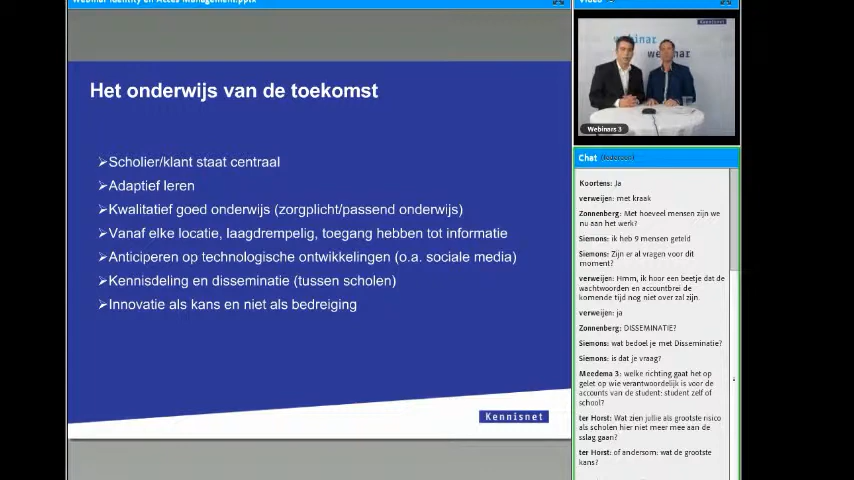 Webinar Identity en Acces Management.pptx
Het onderwijs van de toekomst
➢Scholier/klant staat centraal
➢Adaptief leren
➢Kwalitatief goed onderwijs (zorgplicht/passend onderwijs)
➢Vanaf elke locatie, laagdrempelig, toegang hebben tot informatie
➢Anticiperen op technologische ontwikkelingen (o.a. sociale media)
➢Kennisdeling en disseminatie (tussen scholen)
➢Innovatie als kans en niet als bedreiging
Kennisnet
Video
Kennisnet
webinar
webinar
Webinars 3
Chat
Koortens: Ja
verweijen: met kraak
Zonnenberg: Met hoeveel mensen zijn we
nu aan het werk?
Siemons: ik heb 9 mensen geteld
Siemons: Zijn er al vragen voor dit
moment?
verweijen: Hmm, ik hoor een beetje dat de
wachtwoorden en accountbrei de
komende tijd nog niet over zal zijn.
verweijen: ja
Zonnenberg: DISSEMINATIE?
Siemons: wat bedoel je met Disseminatie?
Siemons: is dat je vraag?
Meedema 3: welke richting gaat het op
gelet op wie verantwoordelijk is voor de
accounts van de student: student zelf of
school?
ter Horst: Wat zien jullie als grootste risico
als scholen hier niet meer mee aan de
sslag gaan?
ter Horst: of andersom: wat de grootste
kans?